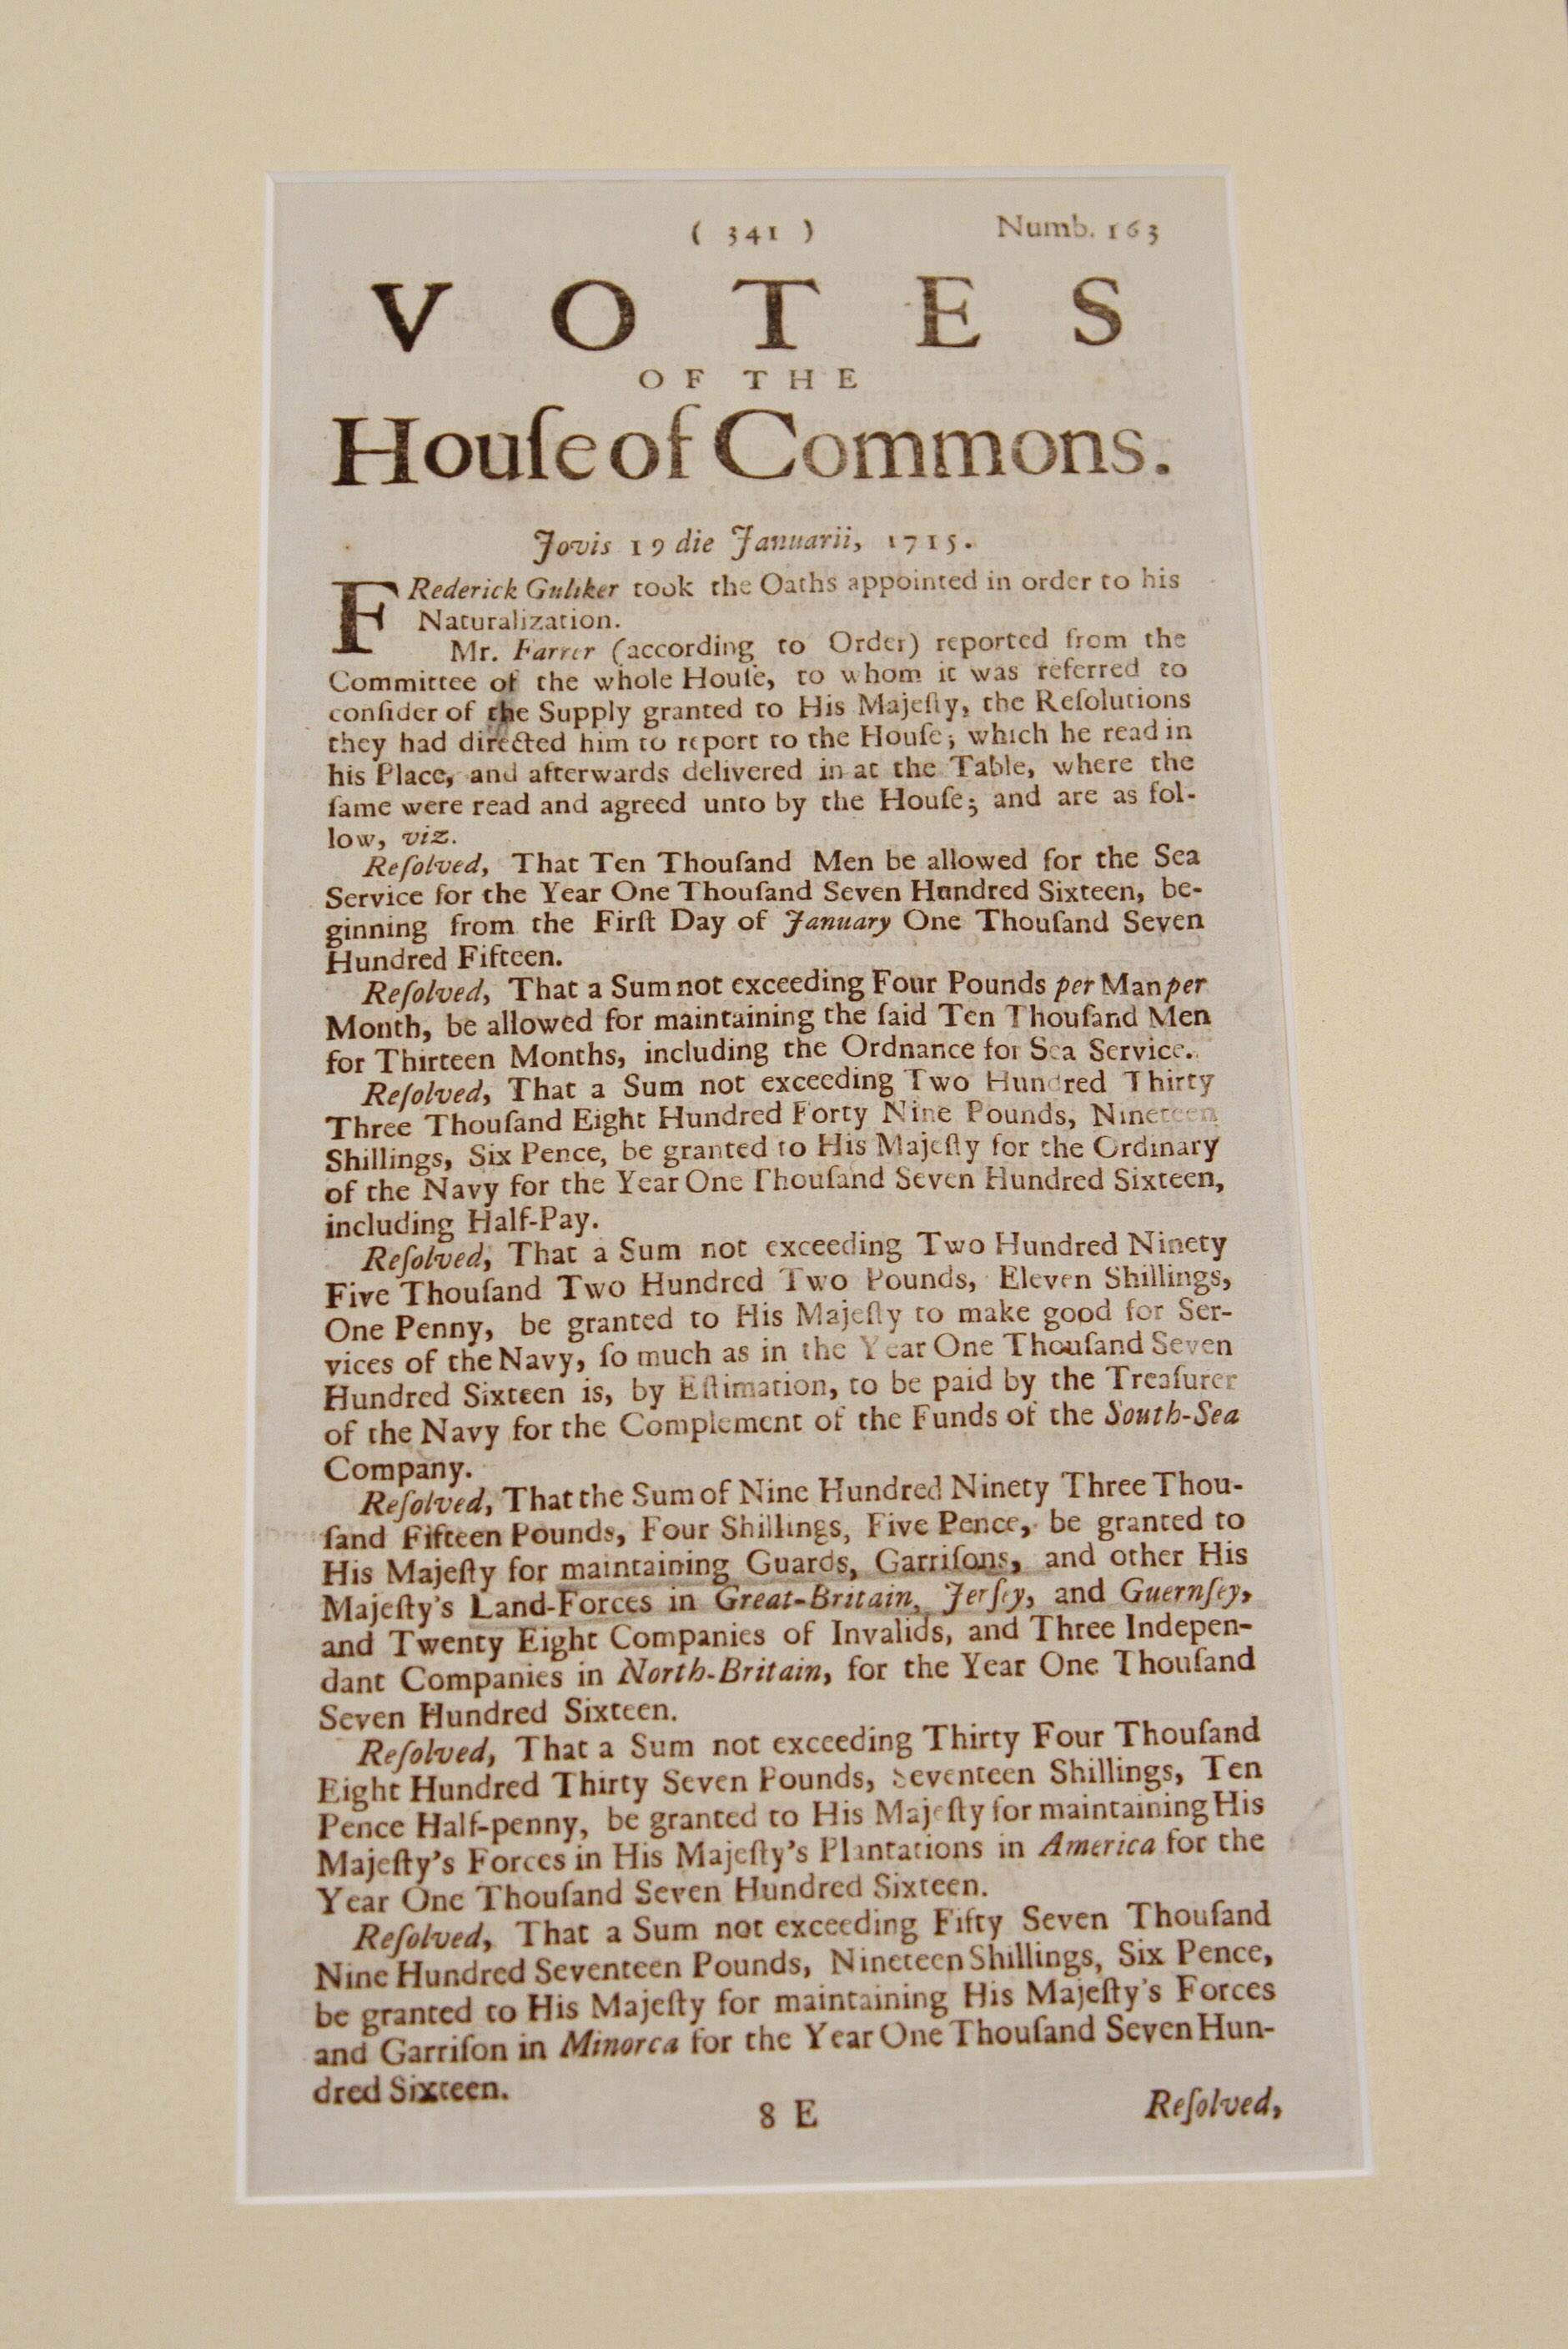 ( 341 ) Numb. 163
VOTES
OF THE
Houſe of Commons.
Jovis 19 die Januarii, 1715.
FRederick Guliker took the Oaths appointed in order to his
Naturalization.
Mr. Farrer (according to Order) reported from the
Committee of the whole Houſe, to whom it was referred to
conſider of the Supply granted to His Majeſty, the Reſolutions
they had directed him to report to the Houſe; which he read in
his Place, and afterwards delivered in at the Table, where the
ſame were read and agreed unto by the Houſe; and are as fol-
low, viz.
Reſolved, That Ten Thouſand Men be allowed for the Sea
Service for the Year One Thouſand Seven Hundred Sixteen, be-
ginning from the Firſt Day of January One Thouſand Seven
Hundred Fifteen.
Reſolved, That a Sum not exceeding Four Pounds per Man per
Month, be allowed for maintaining the ſaid Ten Thouſand Men
for Thirteen Months, including the Ordnance for Sea Service.
Reſolved, That a Sum not exceeding Two Hundred Thirty
Three Thouſand Eight Hundred Forty Nine Pounds, Nineteen
Shillings, Six Pence, be granted to His Majeſty for the Ordinary
of the Navy for the Year One Thouſand Seven Hundred Sixteen,
including Half-Pay.
Reſolved, That a Sum not exceeding Two Hundred Ninety
Five Thouſand Two Hundred Two Pounds, Eleven Shillings,
One Penny, be granted to His Majeſty to make good for Ser-
vices of the Navy, ſo much as in the Year One Thouſand Seven
Hundred Sixteen is, by Eſtimation, to be paid by the Treaſurer
of the Navy for the Complement of the Funds of the South-Sea
Company.
Reſolved, That the Sum of Nine Hundred Ninety Three Thou-
ſand Fifteen Pounds, Four Shillings, Five Pence, be granted to
His Majeſty for maintaining Guards, Garriſons, and other His
Majeſty's Land-Forces in Great-Britain, Jerſey, and Guernſey,
and Twenty Eight Companies of Invalids, and Three Indepen-
dant Companies in North-Britain, for the Year One Thouſand
Seven Hundred Sixteen.
Reſolved, That a Sum not exceeding Thirty Four Thouſand
Eight Hundred Thirty Seven Pounds, Seventeen Shillings, Ten
Pence Half-penny, be granted to His Majeſty for maintaining His
Majeſty's Forces in His Majeſty's Plantations in America for the
Year One Thouſand Seven Hundred Sixteen.
Reſolved, That a Sum not exceeding Fifty Seven Thouſand
Nine Hundred Seventeen Pounds, Nineteen Shillings, Six Pence,
be granted to His Majeſty for maintaining His Majeſty's Forces
and Garriſon in Minorca for the Year One Thouſand Seven Hun-
dred Sixteen.
8 E Reſolved,